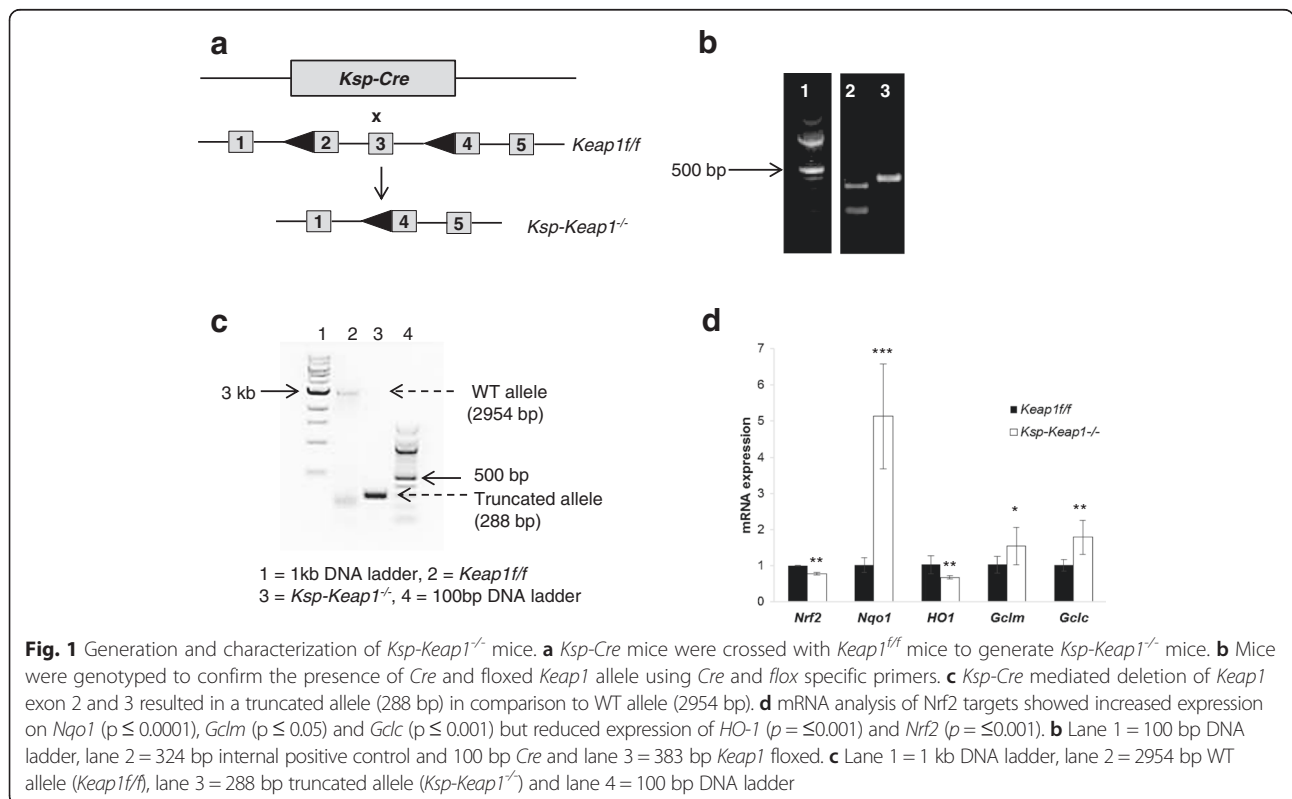 a
Ksp-Cre
x
1 2 3 4 5 Keap1f/f
1 4 5 Ksp-Keap1-/-
b
1 2 3
500 bp
c
1 2 3 4
3 kb
WT allele
(2954 bp)
500 bp
Truncated allele
(288 bp)
1 = 1kb DNA ladder, 2 = Keap1f/f
3 = Ksp-Keap1-/-, 4 = 100bp DNA ladder
d
mRNA expression
7
6
5
4
3
2
1
0
** *** ** * **
Keap1f/f
Ksp-Keap1-/-
Nrf2 Nqo1 HO1 Gclm Gclc
Fig. 1 Generation and characterization of Ksp-Keap1-/- mice. a Ksp-Cre mice were crossed with Keap1f/f mice to generate Ksp-Keap1-/- mice. b Mice
were genotyped to confirm the presence of Cre and floxed Keap1 allele using Cre and flox specific primers. c Ksp-Cre mediated deletion of Keap1
exon 2 and 3 resulted in a truncated allele (288 bp) in comparison to WT allele (2954 bp). d mRNA analysis of Nrf2 targets showed increased expression
on Nqo1 (p ≤ 0.0001), Gclm (p ≤ 0.05) and Gclc (p ≤ 0.001) but reduced expression of HO-1 (p = ≤0.001) and Nrf2 (p = ≤0.001). b Lane 1 = 100 bp DNA
ladder, lane 2 = 324 bp internal positive control and 100 bp Cre and lane 3 = 383 bp Keap1 floxed. c Lane 1 = 1 kb DNA ladder, lane 2 = 2954 bp WT
allele (Keap1f/f), lane 3 = 288 bp truncated allele (Ksp-Keap1-/-) and lane 4 = 100 bp DNA ladder